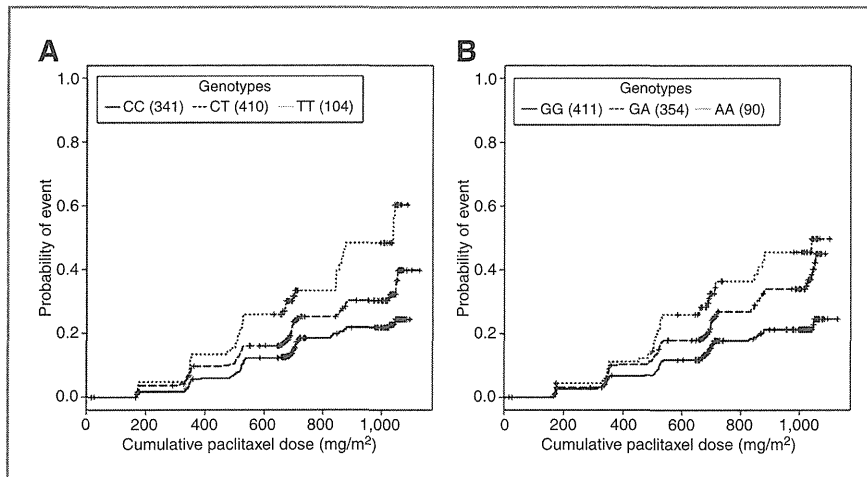 A
1.0
0.8
0.6
0.4
0.2
0.0
Probability of event
Genotypes
CC (341) CT (410) TT (104)
0 200 400 600 800 1,000
Cumulative paclitaxel dose (mg/m²)
B
1.0
0.8
0.6
0.4
0.2
0.0
Probability of event
Genotypes
GG (411) GA (354) AA (90)
0 200 400 600 800 1,000
Cumulative paclitaxel dose (mg/m²)